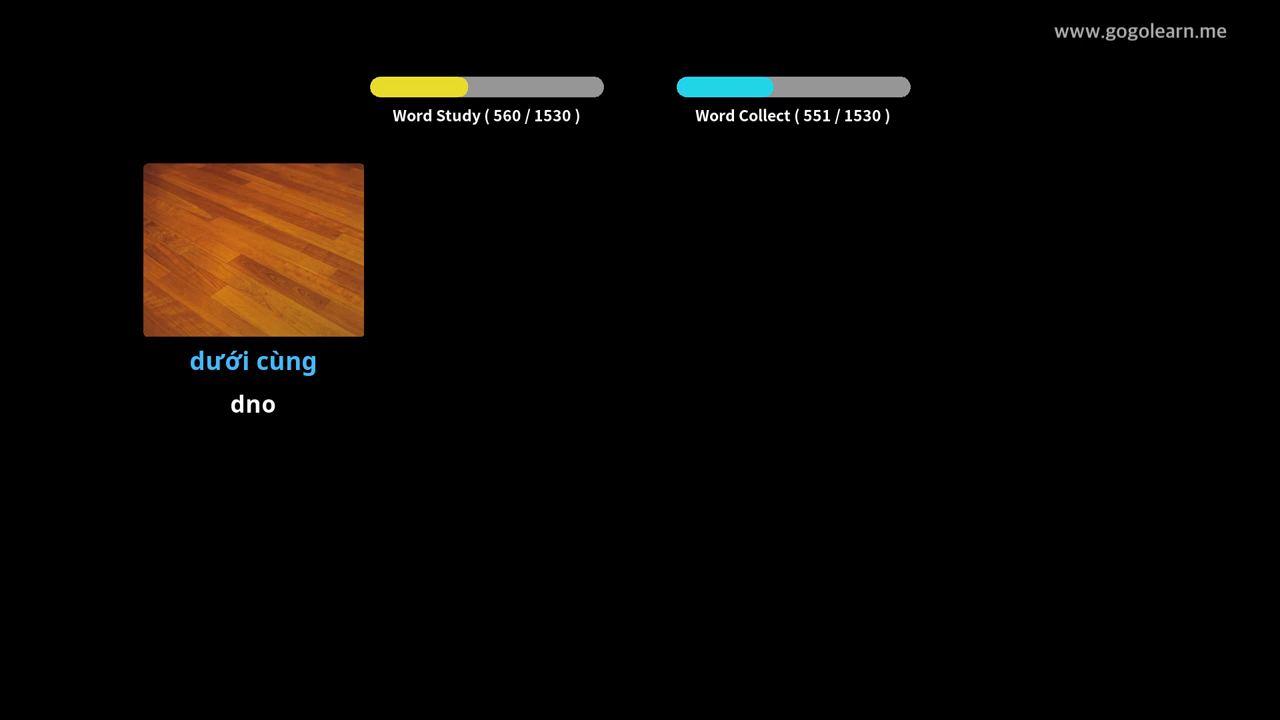 www.gogolearn.me
Word Study ( 560 / 1530 )
Word Collect ( 551 / 1530 )
dưới cùng
dno